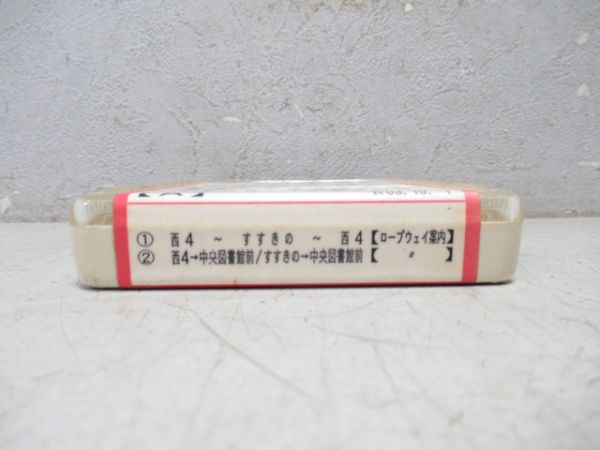 ① 西4 ~ すすきの ~ 西4【ロープウェイ案内】
② 西4→中央図書館前/すすきの→中央図書館前【 〃 】